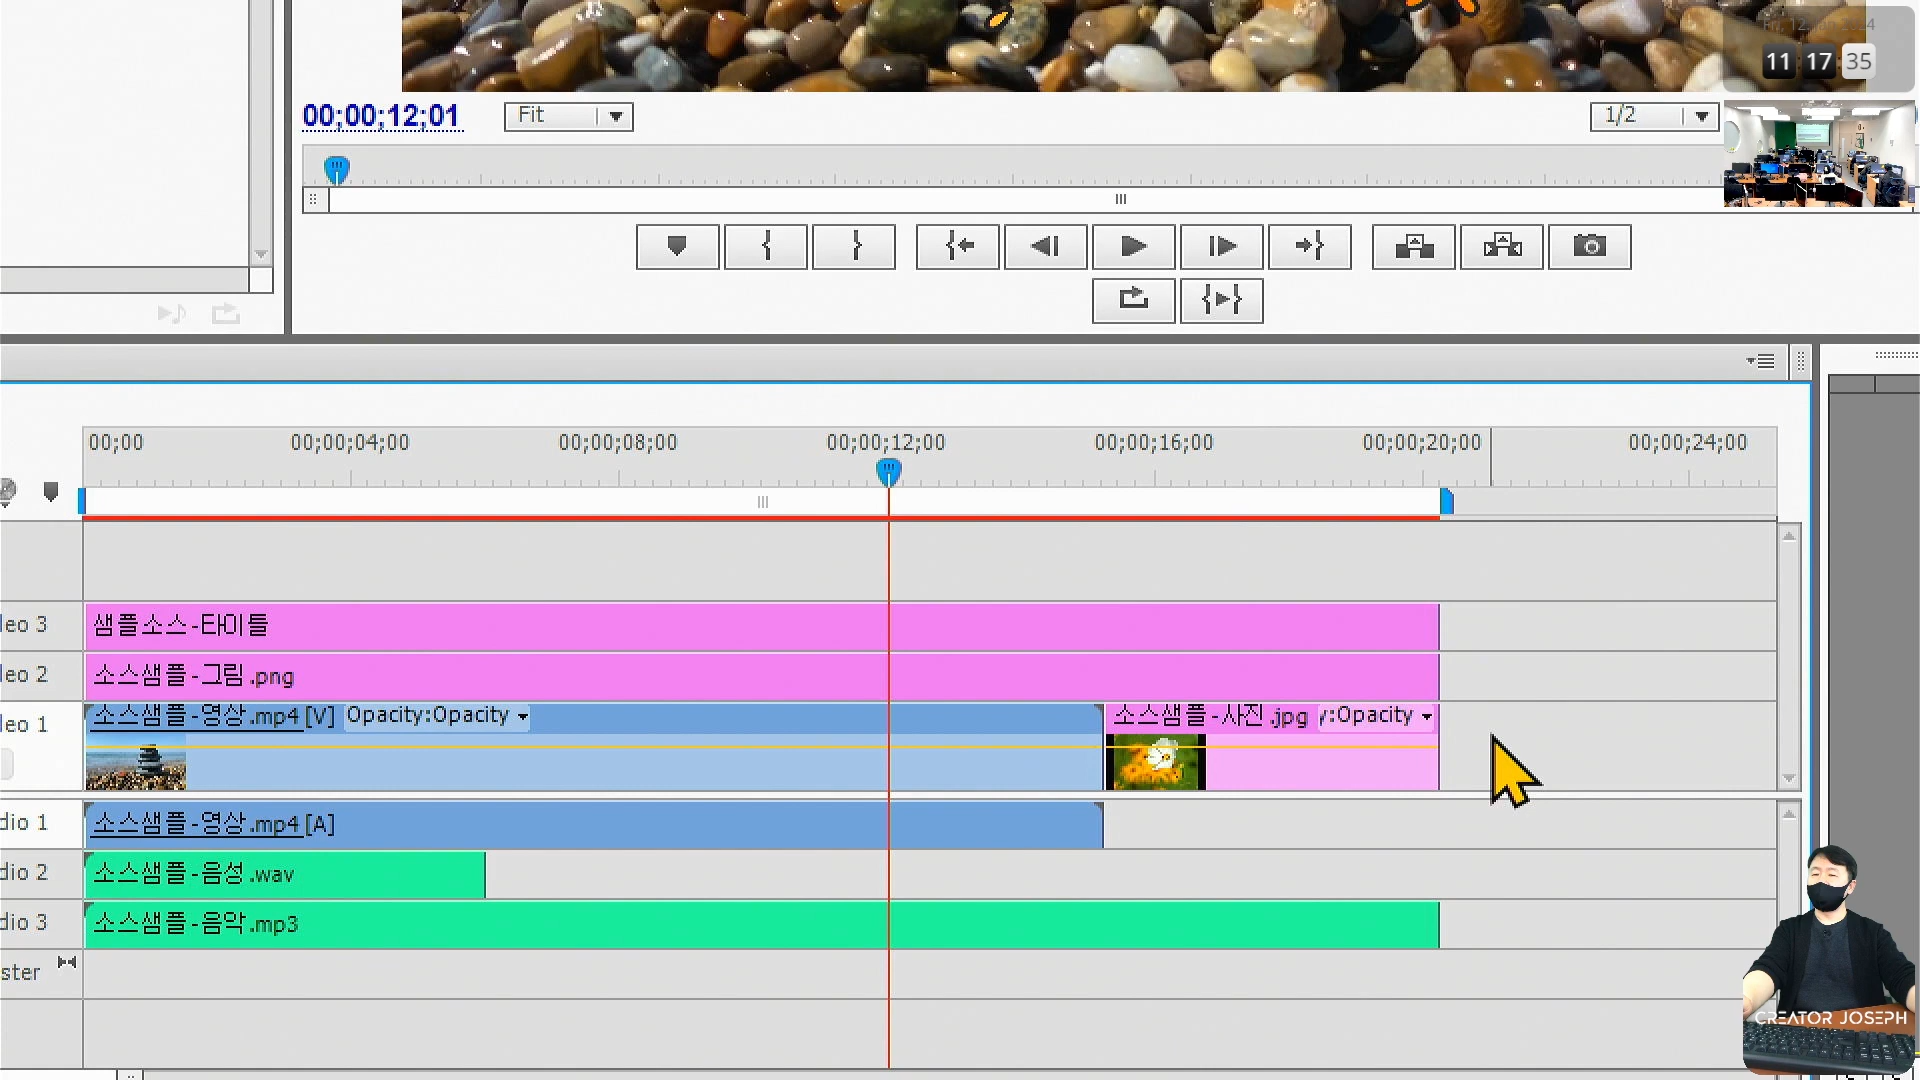 11 17 35
00;00;12;01
Fit
1/2
00;00 00;00;04;00 00;00;08;00 00;00;12;00 00;00;16;00 00;00;20;00 00;00;24;00
eo 3 샘플소스-타이틀
eo 2 소스샘플-그림.png
eo 1 소스샘플-영상.mp4 [V] Opacity:Opacity 소스샘플-사진.jpg y:Opacity
dio 1 소스샘플-영상.mp4 [A]
dio 2 소스샘플-음성.wav
dio 3 소스샘플-음악.mp3
ster
CREATOR JOSEPH